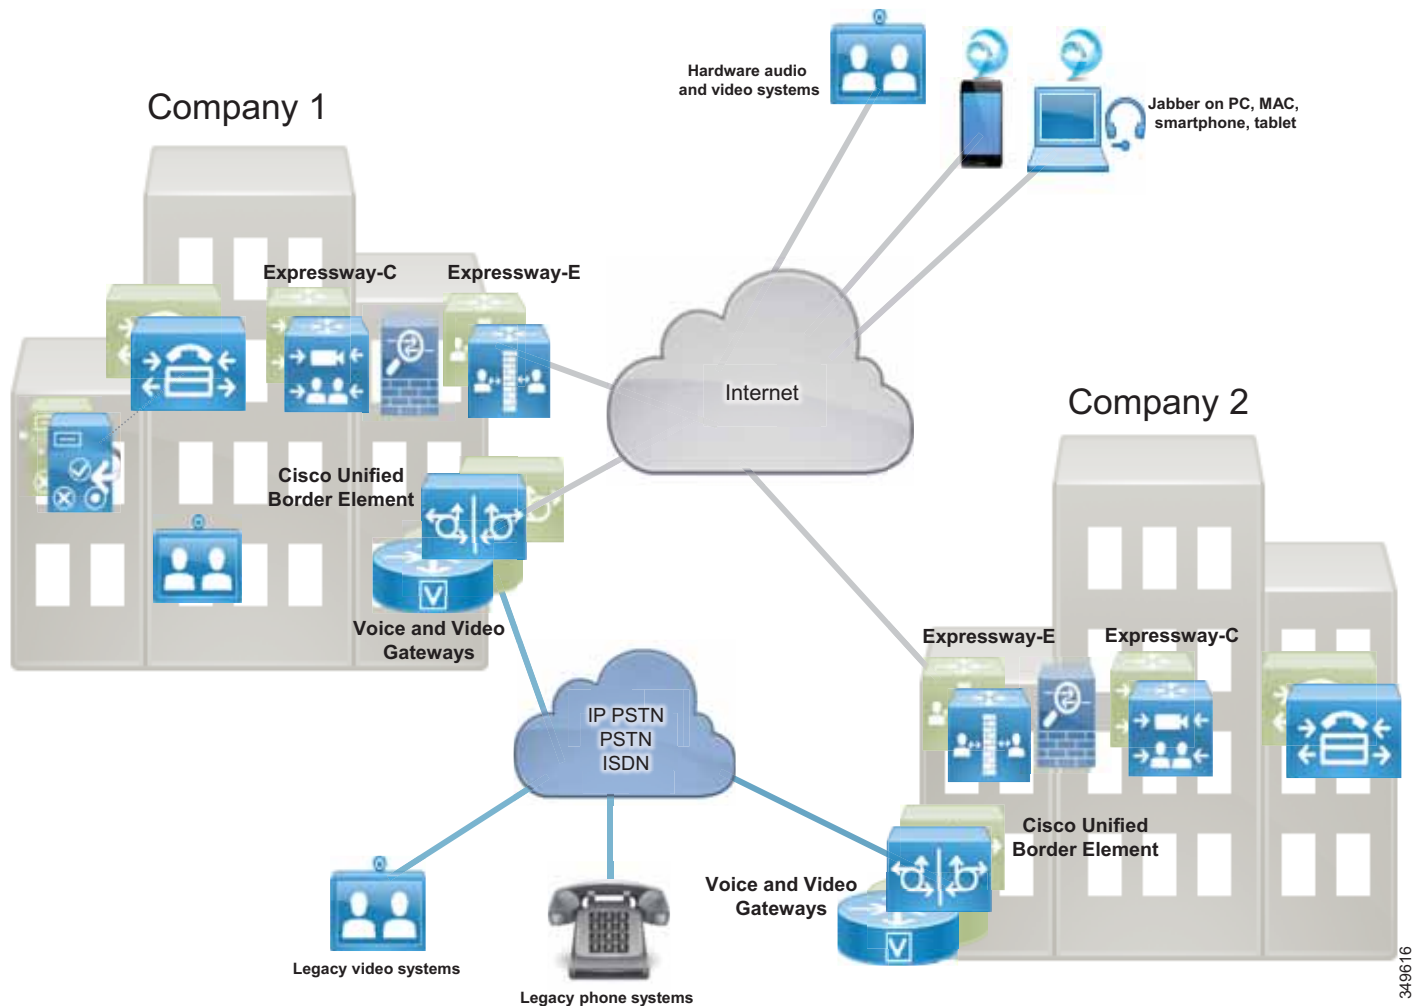 Hardware audio
and video systems
Jabber on PC, MAC,
smartphone, tablet
Company 1
Expressway-C
Expressway-E
Internet
Company 2
Cisco Unified
Border Element
V
Voice and Video
Gateways
IP PSTN
PSTN
ISDN
Expressway-E
Expressway-C
Cisco Unified
Border Element
Voice and Video
Gateways
V
Legacy video systems
Legacy phone systems
349616